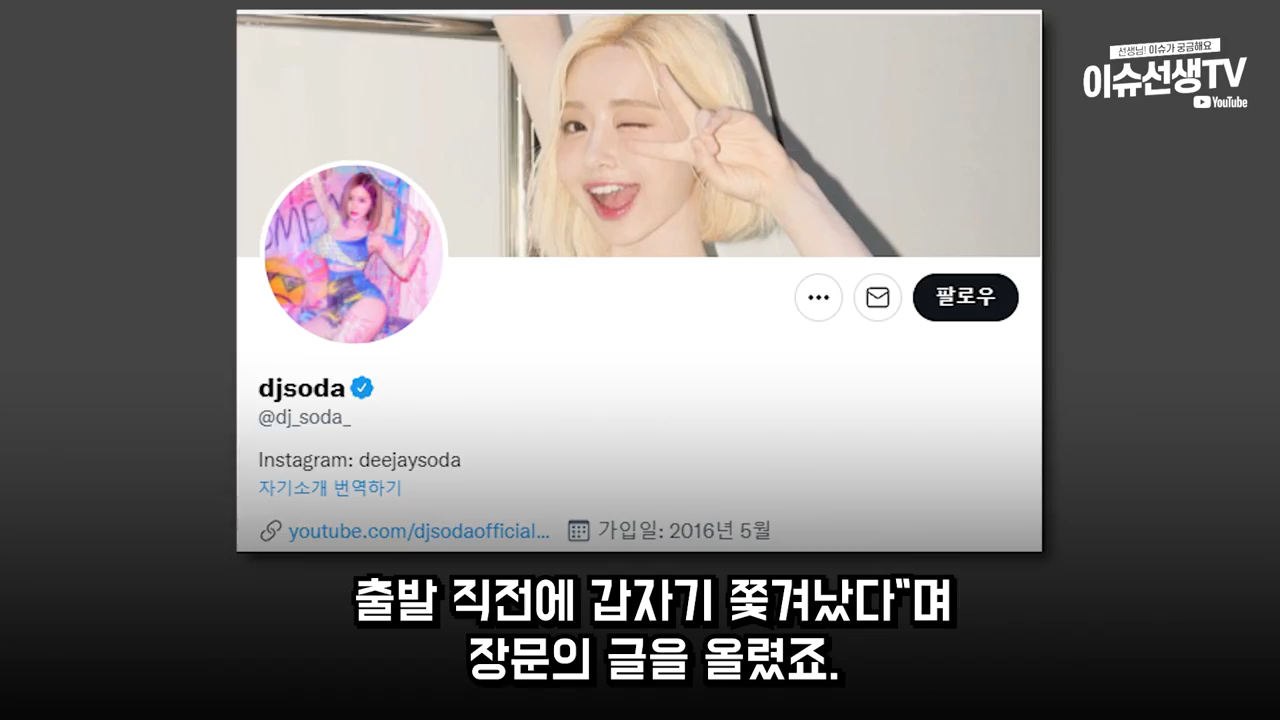 선생님! 이슈가 궁금해요
이슈선생TV
YouTube
팔로우
djsoda
@dj_soda_
Instagram: deejaysoda
자기소개 번역하기
youtube.com/djsodaofficial... 가입일: 2016년 5월
출발 직전에 갑자기 쫓겨났다"며
장문의 글을 올렸죠.